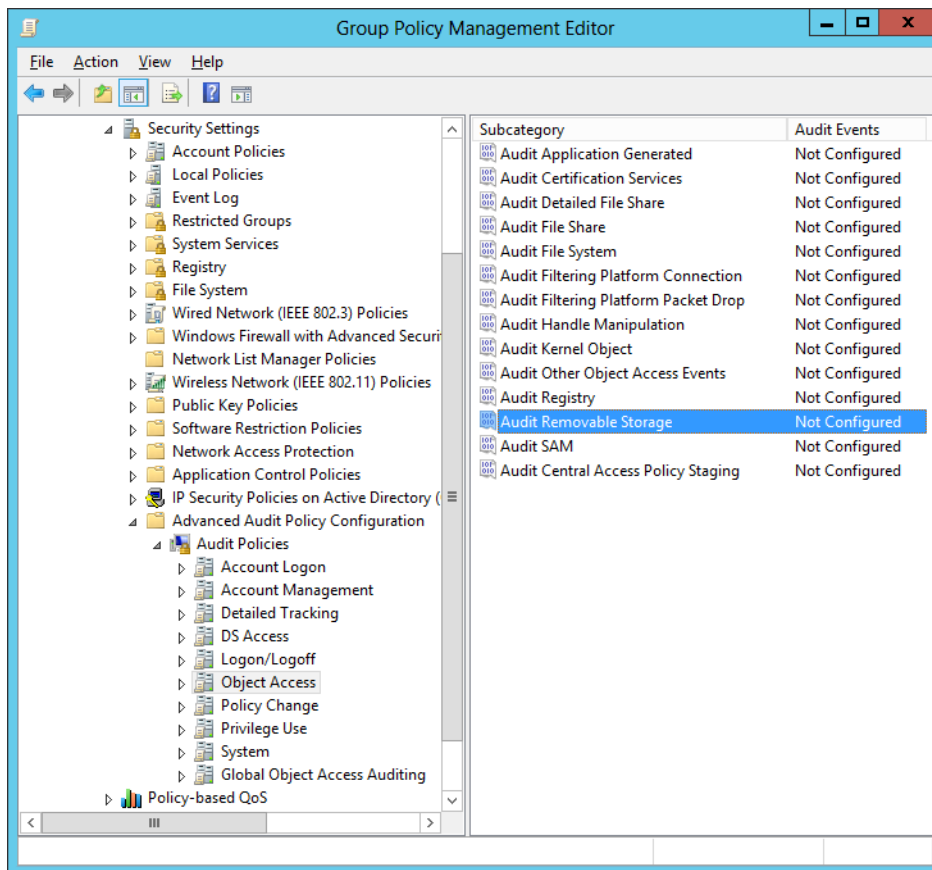 Group Policy Management Editor
File Action View Help
Security Settings
Account Policies
Local Policies
Event Log
Restricted Groups
System Services
Registry
File System
Wired Network (IEEE 802.3) Policies
Windows Firewall with Advanced Securi
Network List Manager Policies
Wireless Network (IEEE 802.11) Policies
Public Key Policies
Software Restriction Policies
Network Access Protection
Application Control Policies
IP Security Policies on Active Directory (
Advanced Audit Policy Configuration
Audit Policies
Account Logon
Account Management
Detailed Tracking
DS Access
Logon/Logoff
Object Access
Policy Change
Privilege Use
System
Global Object Access Auditing
Policy-based QoS
Subcategory Audit Events
Audit Application Generated Not Configured
Audit Certification Services Not Configured
Audit Detailed File Share Not Configured
Audit File Share Not Configured
Audit File System Not Configured
Audit Filtering Platform Connection Not Configured
Audit Filtering Platform Packet Drop Not Configured
Audit Handle Manipulation Not Configured
Audit Kernel Object Not Configured
Audit Other Object Access Events Not Configured
Audit Registry Not Configured
Audit Removable Storage Not Configured
Audit SAM Not Configured
Audit Central Access Policy Staging Not Configured